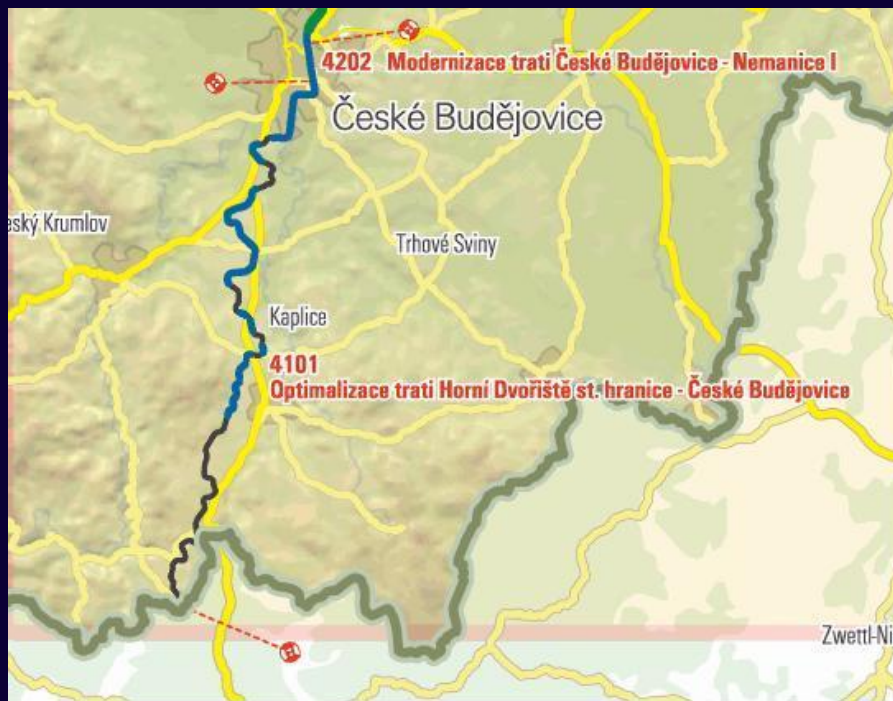 4202 Modernizace trati České Budějovice - Nemanice I
České Budějovice
eský Krumlov
Trhové Sviny
Kaplice
4101
Optimalizace trati Horní Dvořiště st. hranice - České Budějovice
Zwettl-Ni